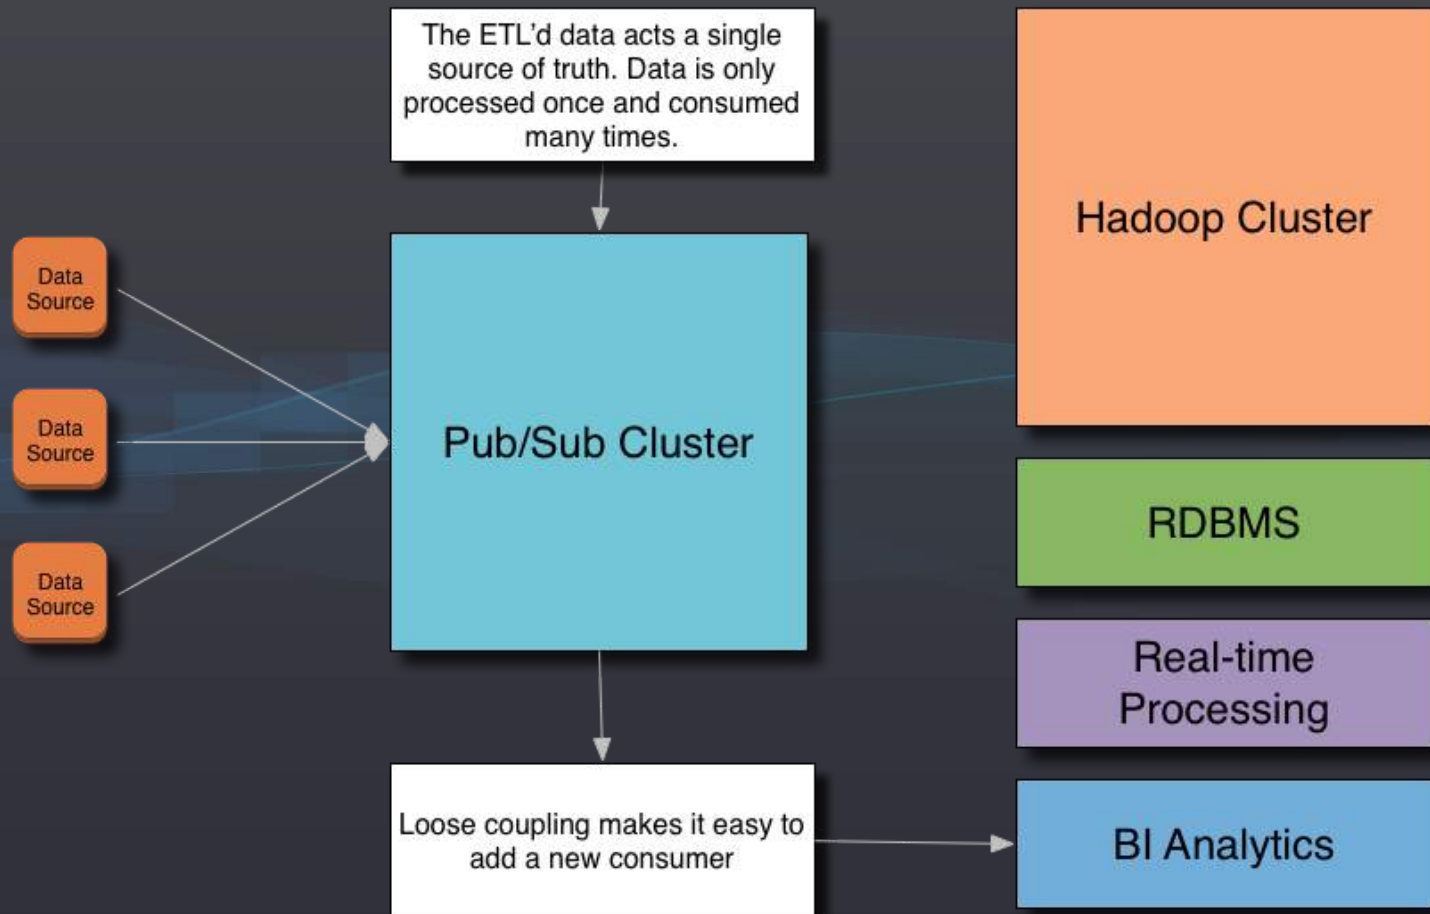 The ETL'd data acts a single
source of truth. Data is only
processed once and consumed
many times.
Data
Source
Data
Source
Data
Source
Pub/Sub Cluster
Loose coupling makes it easy to
add a new consumer
Hadoop Cluster
RDBMS
Real-time
Processing
BI Analytics